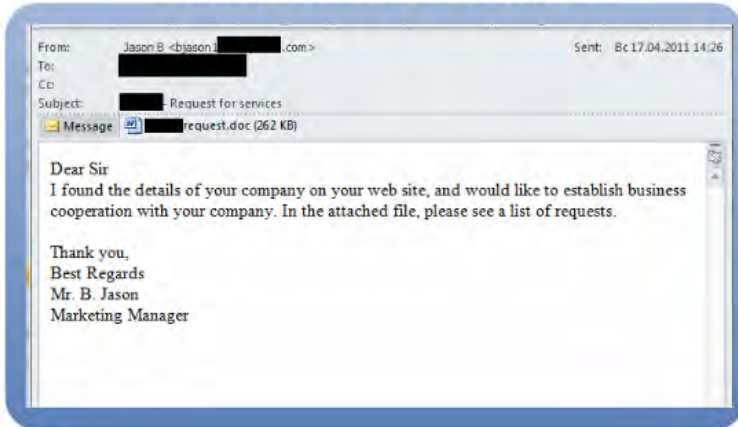 From: Jason B <bjason1 .com> Sent: Вс 17.04.2011 14:26
To:
Cc:
Subject: - Request for services
Message request.doc (262 KB)
Dear Sir
I found the details of your company on your web site, and would like to establish business
cooperation with your company. In the attached file, please see a list of requests.
Thank you,
Best Regards
Mr. B. Jason
Marketing Manager